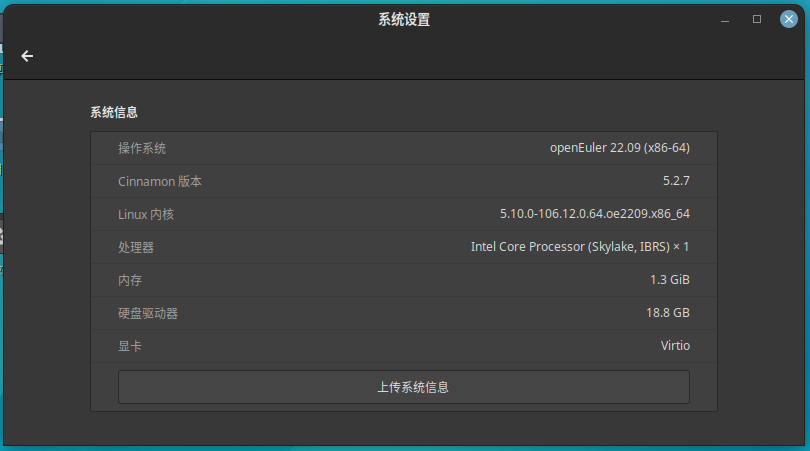 系统设置
系统信息
操作系统 openEuler 22.09 (x86-64)
Cinnamon 版本 5.2.7
Linux 内核 5.10.0-106.12.0.64.oe2209.x86_64
处理器 Intel Core Processor (Skylake, IBRS) × 1
内存 1.3 GiB
硬盘驱动器 18.8 GB
显卡 Virtio
上传系统信息